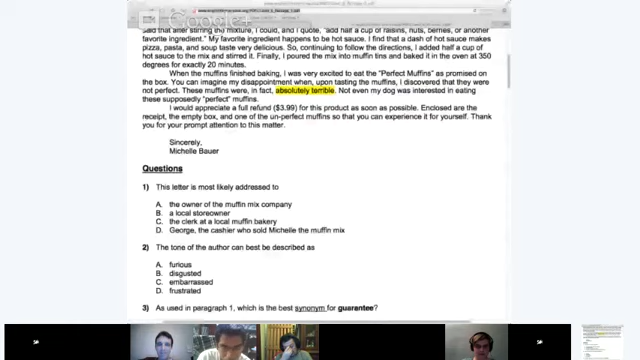 Google+
said that after stirring the mixture, I could, and I quote, "add half a cup of raisins, nuts, berries, or another
favorite ingredient." My favorite ingredient happens to be hot sauce. I find that a dash of hot sauce makes
pizza, pasta, and soup taste very delicious. So, continuing to follow the directions, I added half a cup of
hot sauce to the mix and stirred it. Finally, I poured the mix into muffin tins and baked it in the oven at 350
degrees for exactly 20 minutes.
When the muffins finished baking, I was very excited to eat the "Perfect Muffins" as promised on
the box. You can imagine my disappointment when, upon tasting the muffins, I discovered that they were
not perfect. These muffins were, in fact, absolutely terrible. Not even my dog was interested in eating
these supposedly "perfect" muffins.
I would appreciate a full refund ($3.99) for this product as soon as possible. Enclosed are the
receipt, the empty box, and one of the un-perfect muffins so that you can experience it for yourself. Thank
you for your prompt attention to this matter.
Sincerely,
Michelle Bauer
Questions
1) This letter is most likely addressed to
A. the owner of the muffin mix company
B. a local storeowner
C. the clerk at a local muffin bakery
D. George, the cashier who sold Michelle the muffin mix
2) The tone of the author can best be described as
A. furious
B. disgusted
C. embarrassed
D. frustrated
3) As used in paragraph 1, which is the best synonym for guarantee?